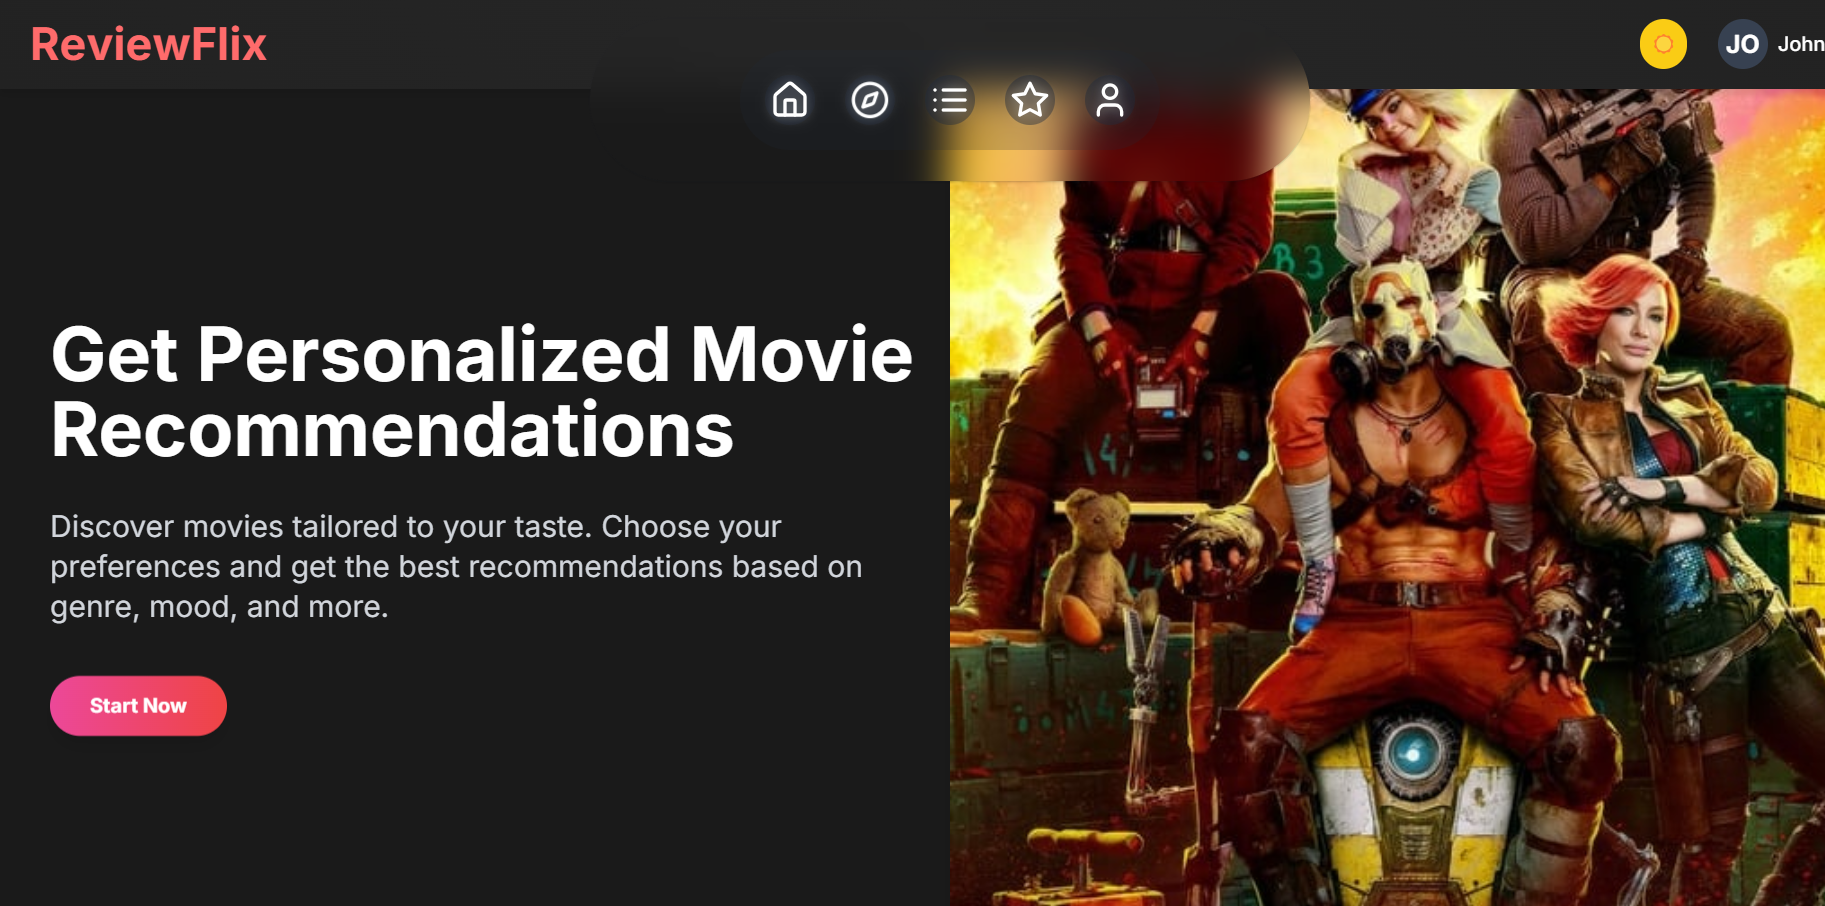 ReviewFlix
JO John
Get Personalized Movie
Recommendations
Discover movies tailored to your taste. Choose your
preferences and get the best recommendations based on
genre, mood, and more.
Start Now
B3